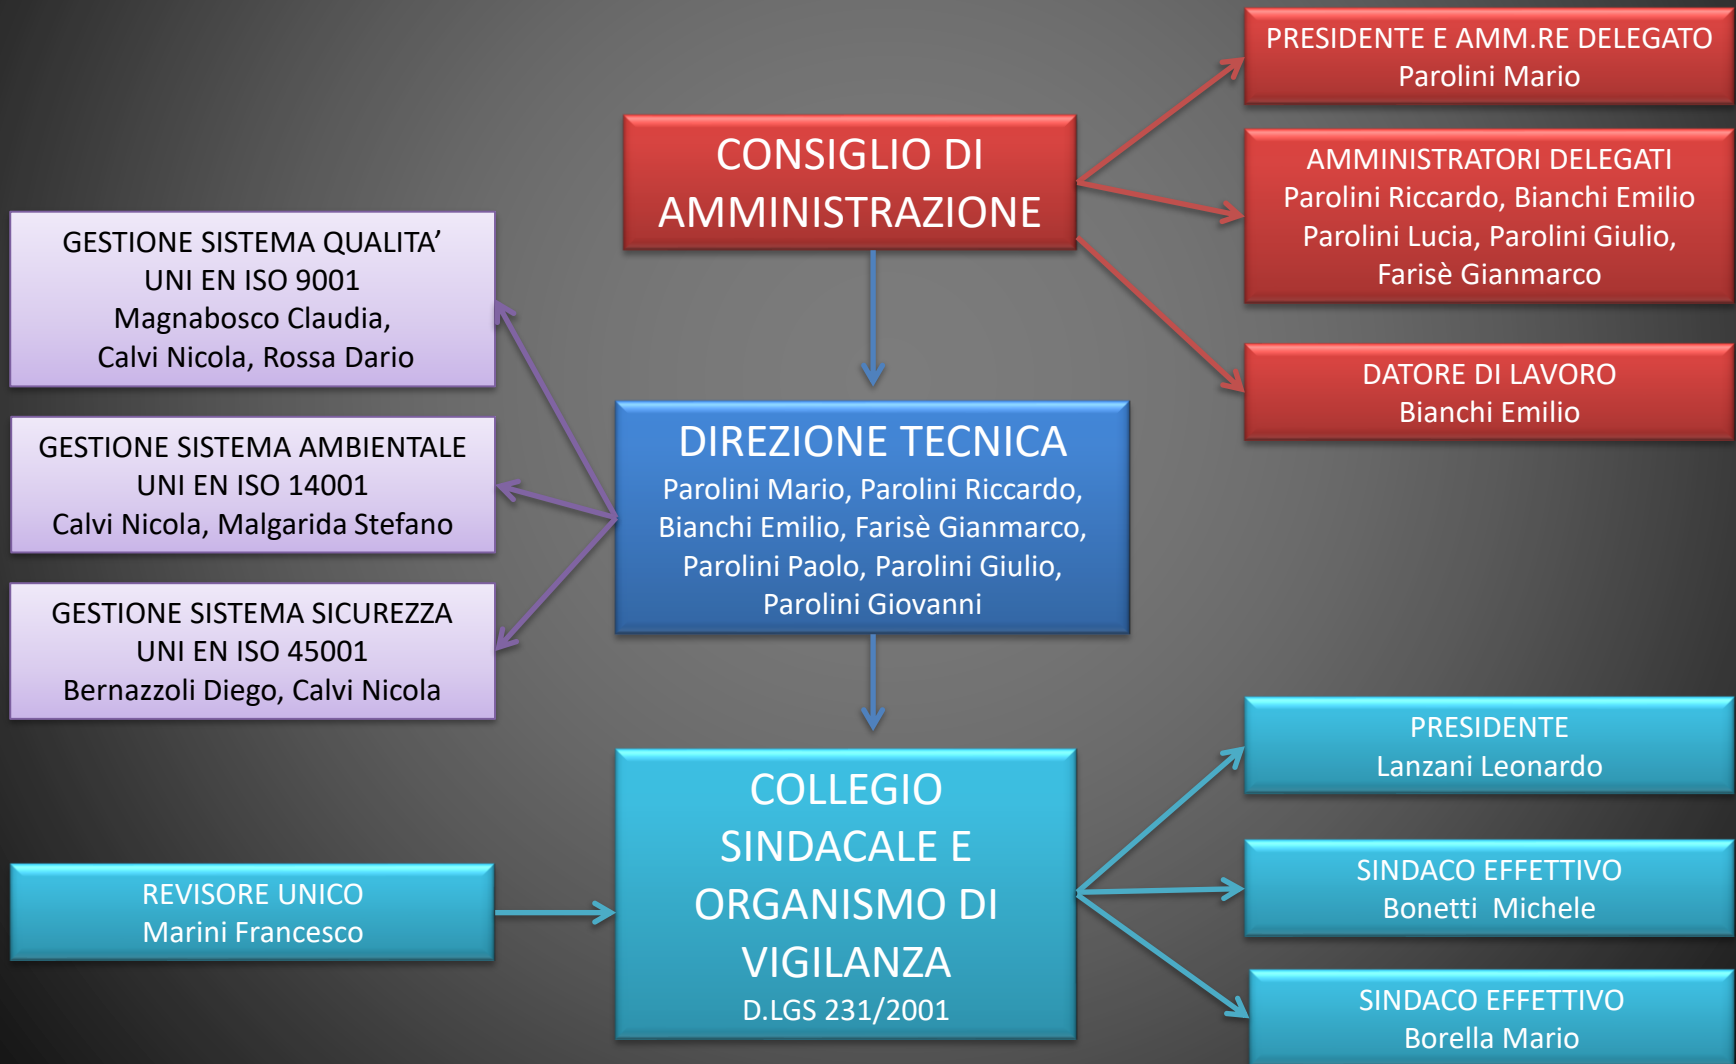 PRESIDENTE E AMM.RE DELEGATO
Parolini Mario
CONSIGLIO DI
AMMINISTRAZIONE
AMMINISTRATORI DELEGATI
Parolini Riccardo, Bianchi Emilio
Parolini Lucia, Parolini Giulio,
Farisè Gianmarco
DATORE DI LAVORO
Bianchi Emilio
GESTIONE SISTEMA QUALITA’
UNI EN ISO 9001
Magnabosco Claudia,
Calvi Nicola, Rossa Dario
GESTIONE SISTEMA AMBIENTALE
UNI EN ISO 14001
Calvi Nicola, Malgarida Stefano
GESTIONE SISTEMA SICUREZZA
UNI EN ISO 45001
Bernazzoli Diego, Calvi Nicola
DIREZIONE TECNICA
Parolini Mario, Parolini Riccardo,
Bianchi Emilio, Farisè Gianmarco,
Parolini Paolo, Parolini Giulio,
Parolini Giovanni
REVISORE UNICO
Marini Francesco
COLLEGIO
SINDACALE E
ORGANISMO DI
VIGILANZA
D.LGS 231/2001
PRESIDENTE
Lanzani Leonardo
SINDACO EFFETTIVO
Bonetti  Michele
SINDACO EFFETTIVO
Borella Mario